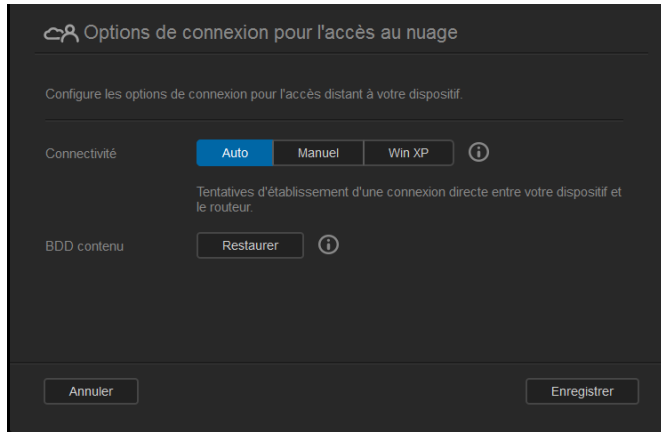 Options de connexion pour l'accès au nuage
Configure les options de connexion pour l'accès distant à votre dispositif.
Connectivité
Auto
Manuel
Win XP
Tentatives d'établissement d'une connexion directe entre votre dispositif et
le routeur.
BDD contenu
Restaurer
Annuler
Enregistrer